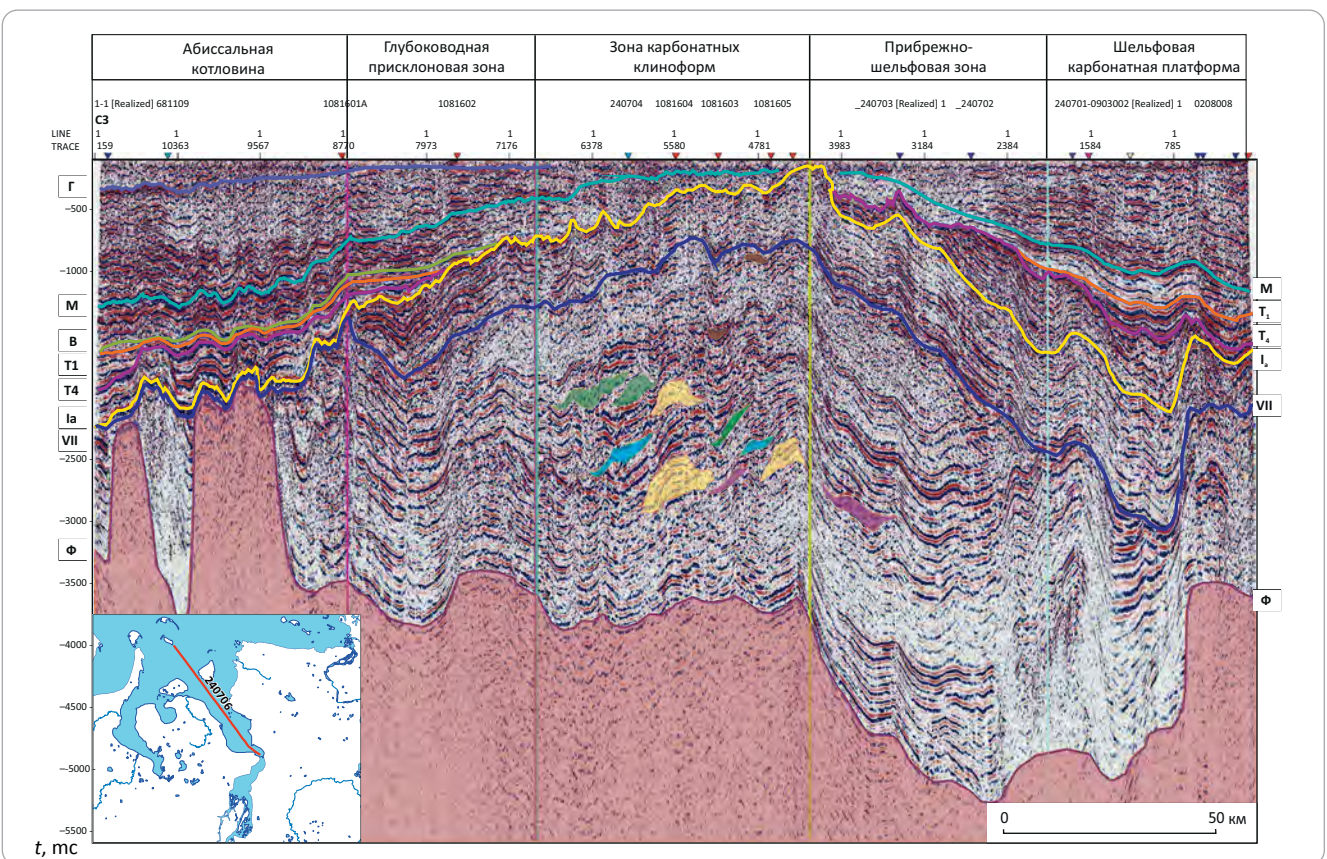 Абиссальная
котловина
Глубоководная
присклоновая зона
Зона карбонатных
клиноформ
Прибрежно-
шельфовая зона
Шельфовая
карбонатная платформа
1-1 [Realized] 681109 1081601A 1081602 240704 1081604 1081603 1081605 _240703 [Realized] 1 _240702 240701-0903002 [Realized] 1 0208008
СЗ
LINE 1 1 1 1 1 1 1 1 1 1 1 1 1 1
TRACE 159 10363 9567 8770 7973 7176 6378 5580 4781 3983 3184 2384 1584 785
Г
−500
−1000
М
В
Т1
Т4
Iа
VII
−2500
−3000
Ф
−3500
−4000
−4500
−5000
−5500
t, мс
М
Т₁
Т₄
Iₐ
VII
Ф
240706
0 50 км